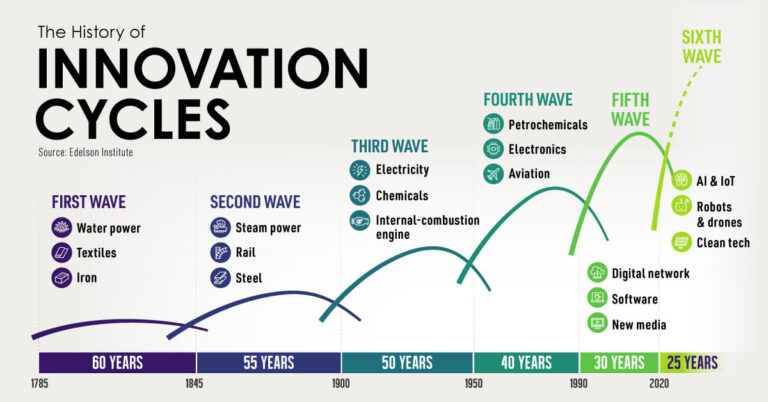 The History of
INNOVATION
CYCLES
Source: Edelson Institute
FIRST WAVE
Water power
Textiles
Iron
SECOND WAVE
Steam power
Rail
Steel
THIRD WAVE
Electricity
Chemicals
Internal-combustion
engine
FOURTH WAVE
Petrochemicals
Electronics
Aviation
FIFTH
WAVE
Digital network
Software
New media
SIXTH
WAVE
AI & IoT
Robots
& drones
Clean tech
60 YEARS
55 YEARS
50 YEARS
40 YEARS
30 YEARS
25 YEARS
1785
1845
1900
1950
1990
2020